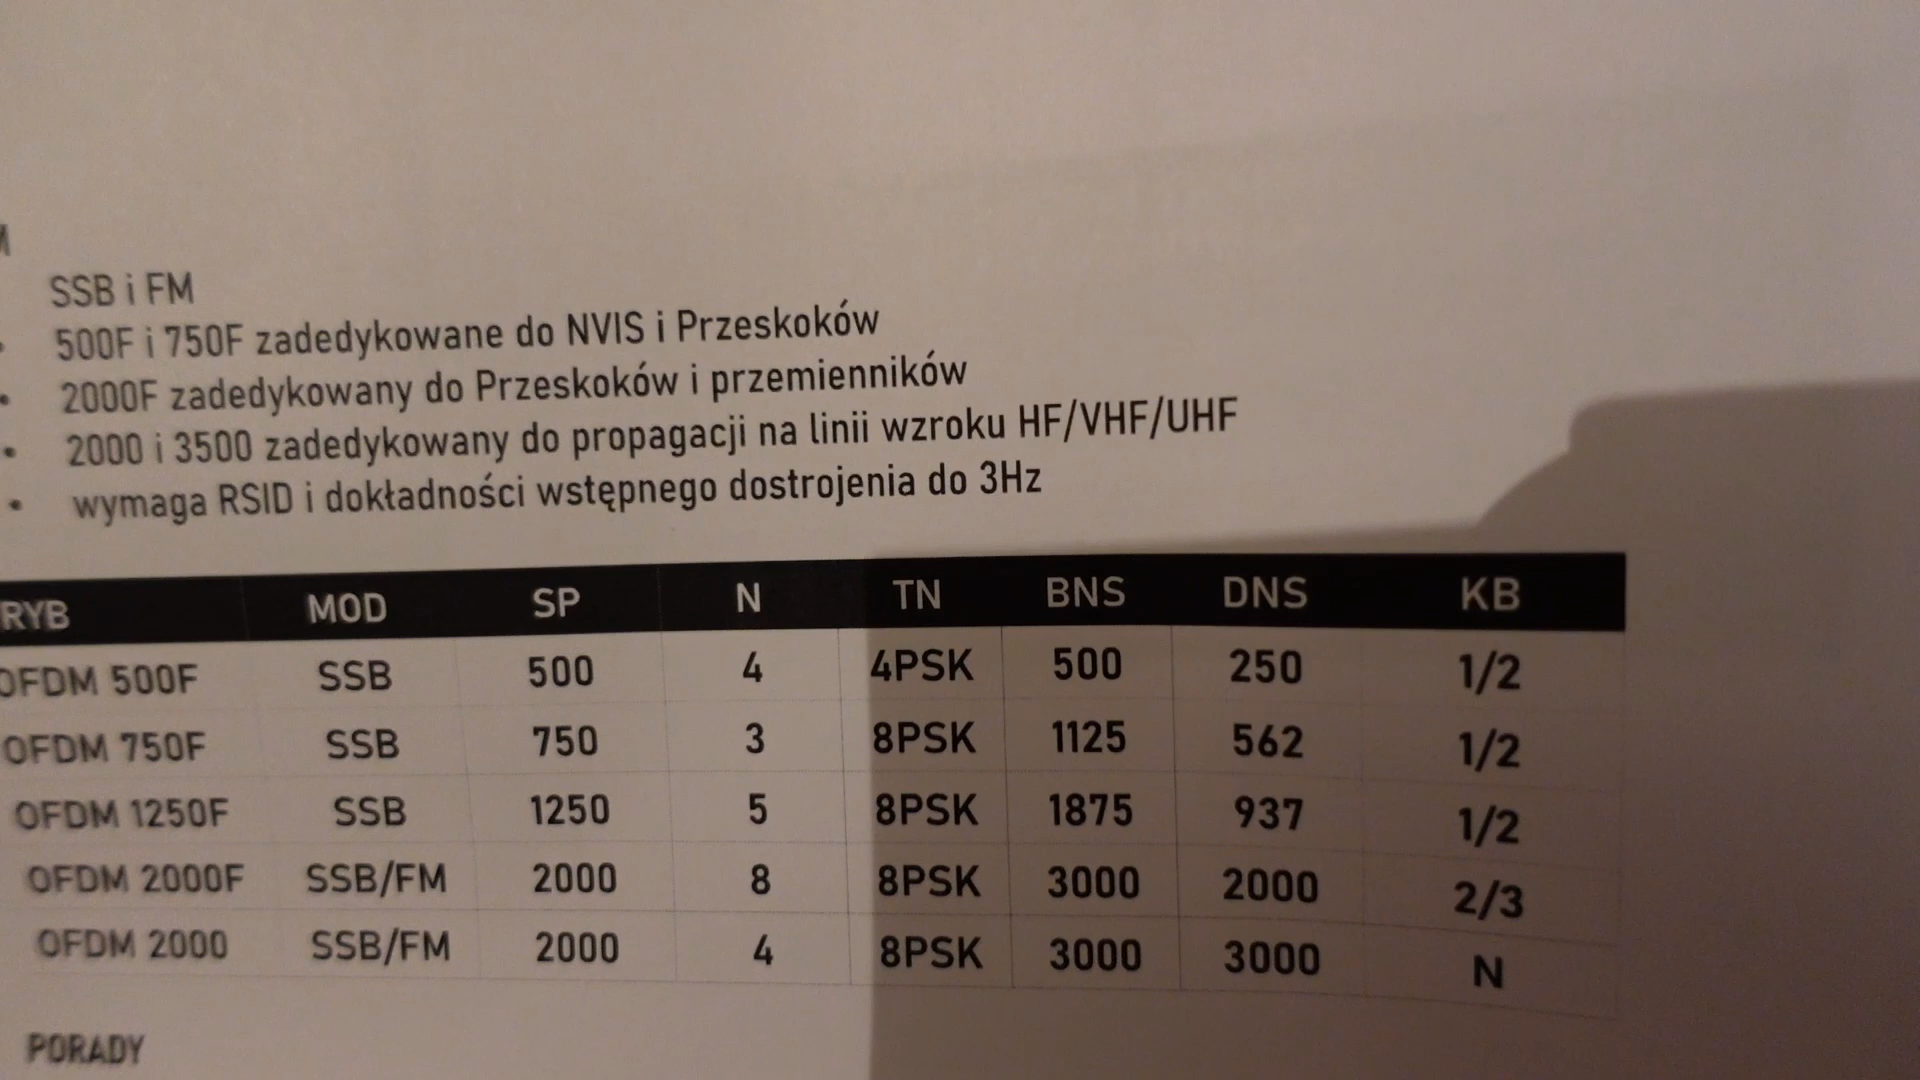 M
SSB i FM
• 500F i 750F zadedykowane do NVIS i Przeskoków
• 2000F zadedykowany do Przeskoków i przemienników
• 2000 i 3500 zadedykowany do propagacji na linii wzroku HF/VHF/UHF
• wymaga RSID i dokładności wstępnego dostrojenia do 3Hz
RYB MOD SP N TN BNS DNS KB
OFDM 500F SSB 500 4 4PSK 500 250 1/2
OFDM 750F SSB 750 3 8PSK 1125 562 1/2
OFDM 1250F SSB 1250 5 8PSK 1875 937 1/2
OFDM 2000F SSB/FM 2000 8 8PSK 3000 2000 2/3
OFDM 2000 SSB/FM 2000 4 8PSK 3000 3000 N
PORADY